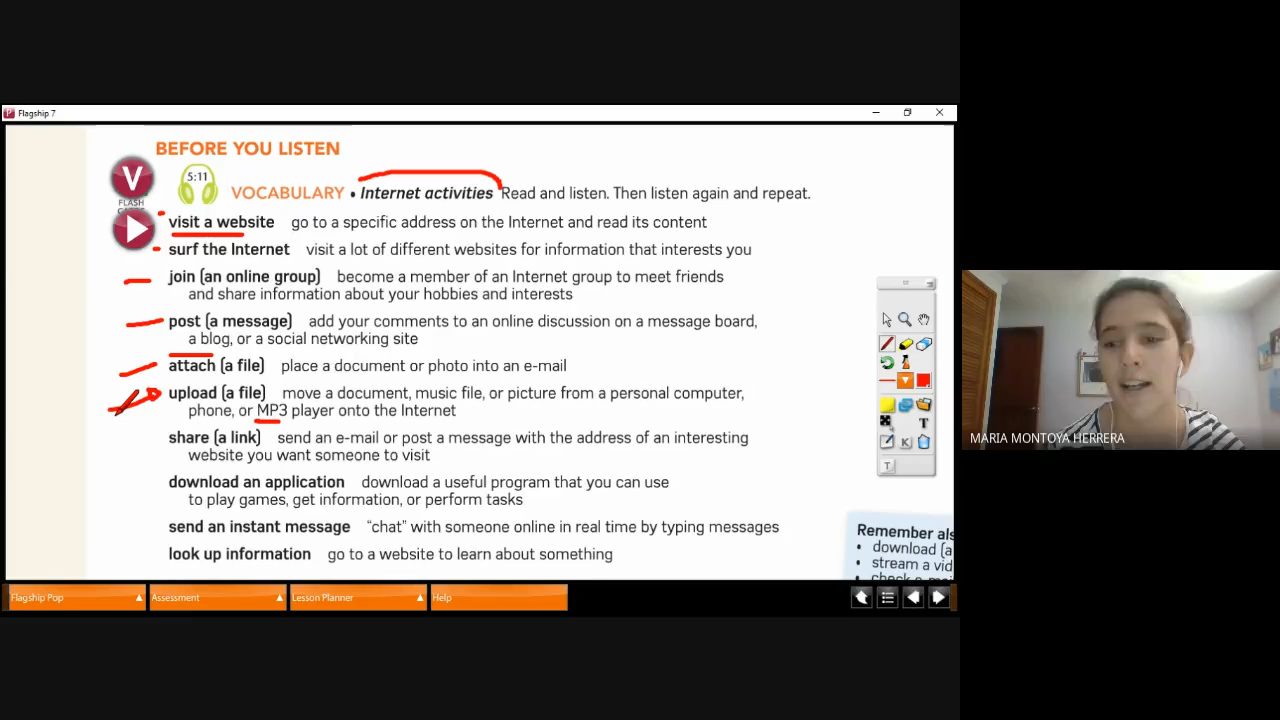 Flagship 7
BEFORE YOU LISTEN
V
FLASH
5:11
VOCABULARY • Internet activities Read and listen. Then listen again and repeat.
visit a website go to a specific address on the Internet and read its content
surf the Internet visit a lot of different websites for information that interests you
join (an online group) become a member of an Internet group to meet friends
and share information about your hobbies and interests
post (a message) add your comments to an online discussion on a message board,
a blog, or a social networking site
attach (a file) place a document or photo into an e-mail
upload (a file) move a document, music file, or picture from a personal computer,
phone, or MP3 player onto the Internet
share (a link) send an e-mail or post a message with the address of an interesting
website you want someone to visit
download an application download a useful program that you can use
to play games, get information, or perform tasks
send an instant message “chat” with someone online in real time by typing messages
look up information go to a website to learn about something
Remember als
• download (a
• stream a vid
T
K
T
Flagship Pop
Assessment
Lesson Planner
Help
MARIA MONTOYA HERRERA